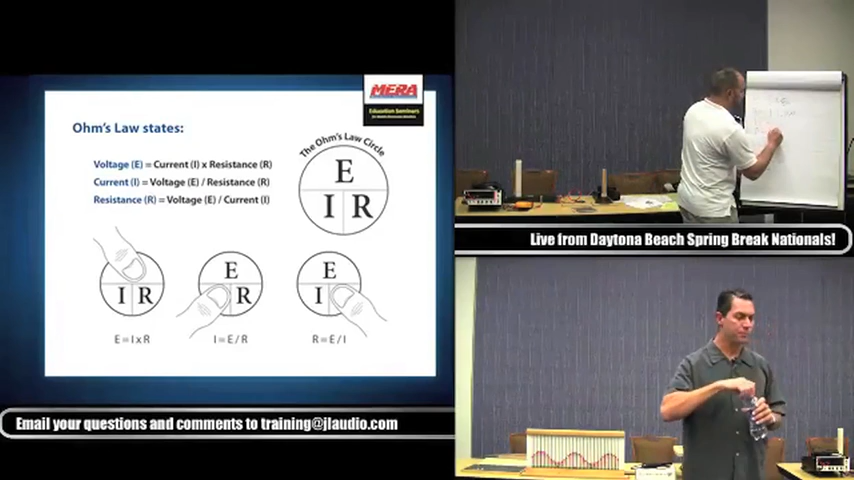 MERA
Education Seminars
Ohm's Law states:
Voltage (E) = Current (I) x Resistance (R)
Current (I) = Voltage (E) / Resistance (R)
Resistance (R) = Voltage (E) / Current (I)
The Ohm's Law Circle
E
I R
I R
E
R
E
I
E = I x R
I = E / R
R = E / I
Live from Daytona Beach Spring Break Nationals!
Email your questions and comments to training@jlaudio.com